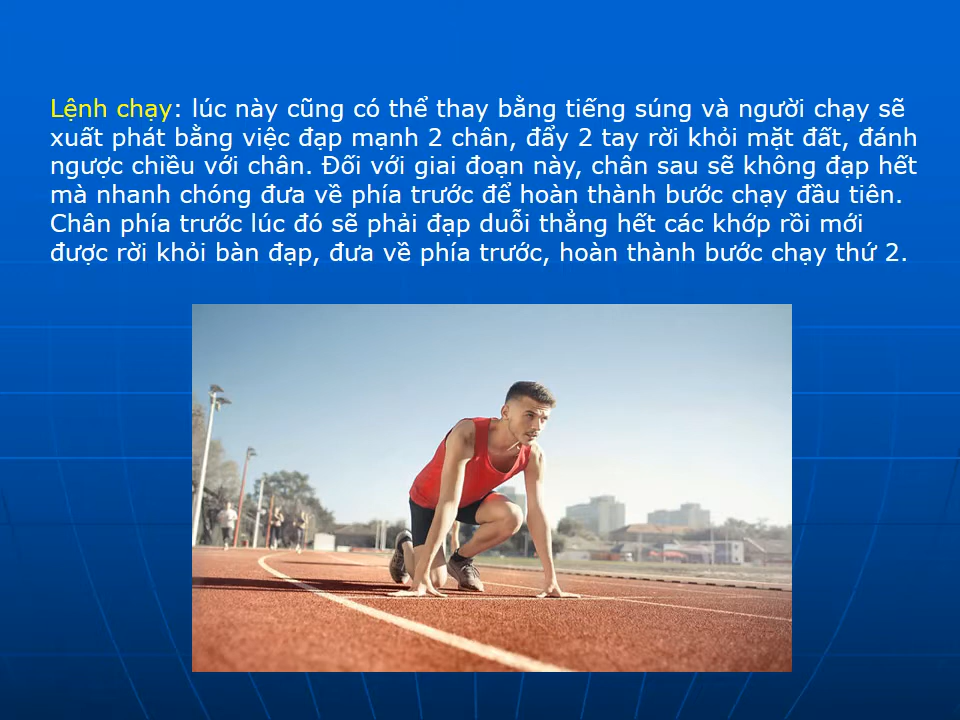 Lệnh chạy: lúc này cũng có thể thay bằng tiếng súng và người chạy sẽ
xuất phát bằng việc đạp mạnh 2 chân, đẩy 2 tay rời khỏi mặt đất, đánh
ngược chiều với chân. Đối với giai đoạn này, chân sau sẽ không đạp hết
mà nhanh chóng đưa về phía trước để hoàn thành bước chạy đầu tiên.
Chân phía trước lúc đó sẽ phải đạp duỗi thẳng hết các khớp rồi mới
được rời khỏi bàn đạp, đưa về phía trước, hoàn thành bước chạy thứ 2.